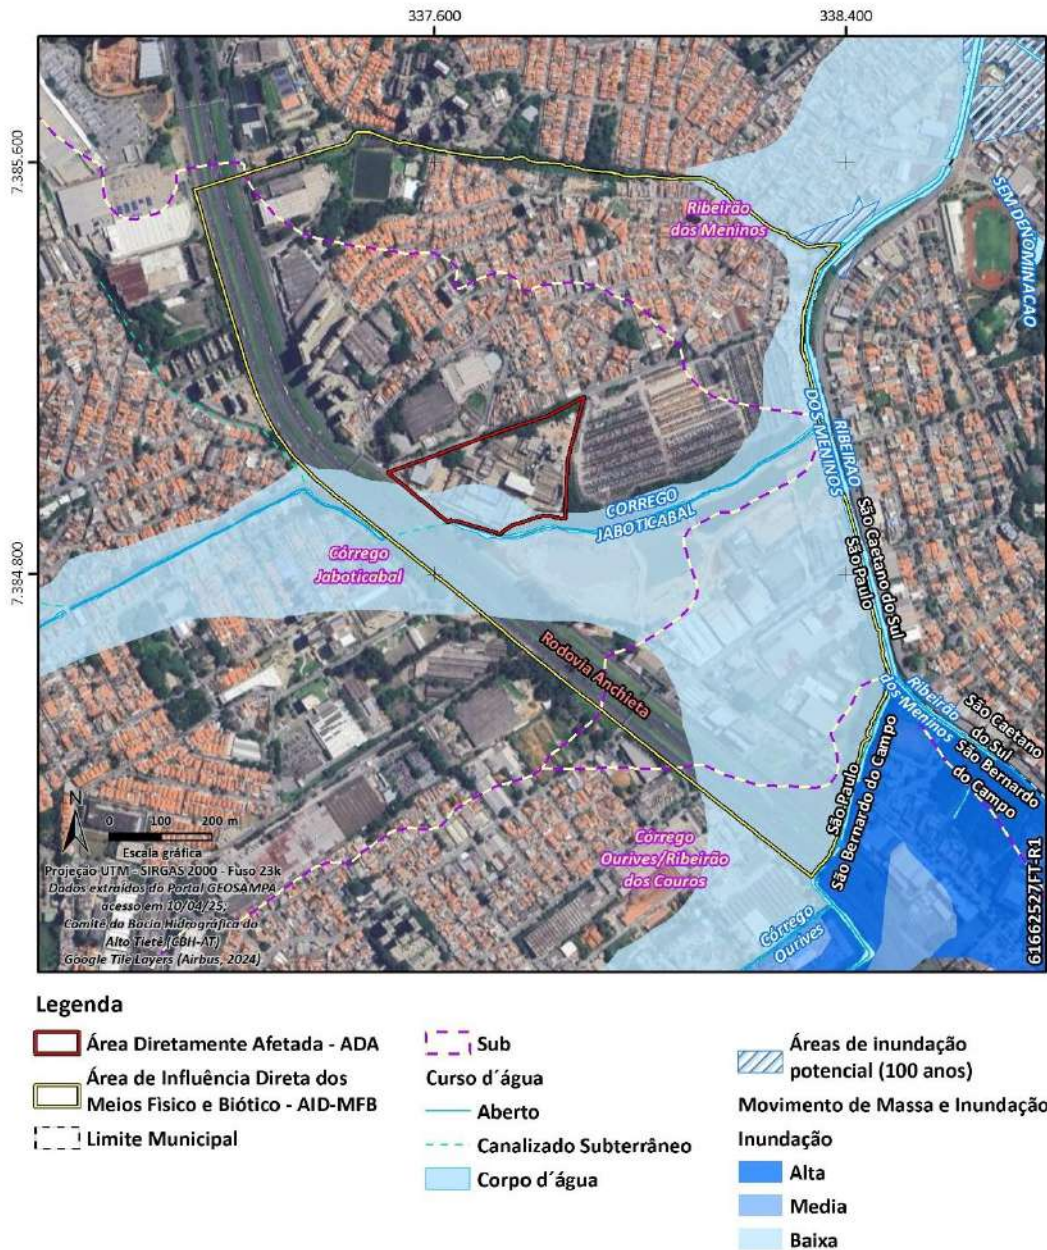 337.600
338.400
7.385.600
7.384.800
SEM DENOMINACAO
Ribeirão
dos Meninos
RIBEIRAO
DOS MENINOS
CORREGO
JABOTICABAL
São Caetano do Sul
São Paulo
Córrego
Jaboticabal
Rodovia Anchieta
Ribeirão
dos Meninos
São Caetano
do Sul
São Bernardo
do Campo
São Paulo
São Bernardo do Campo
Córrego
Ourives/Ribeirão
dos Couros
Córrego
Ourives
N
0 100 200 m
Escala gráfica
Projeção UTM - SIRGAS 2000 - Fuso 23k
Dados extraídos do Portal GEOSAMPA
acesso em 10/04/25;
Comitê da Bacia Hidrográfica do
Alto Tietê (CBH-AT)
Google Tile Layers (Airbus, 2024)
61662527/FT-R1
Legenda
Área Diretamente Afetada - ADA
Área de Influência Direta dos
Meios Físico e Biótico - AID-MFB
Limite Municipal
Sub
Curso d´água
Aberto
Canalizado Subterrâneo
Corpo d´água
Áreas de inundação
potencial (100 anos)
Movimento de Massa e Inundação
Inundação
Alta
Media
Baixa